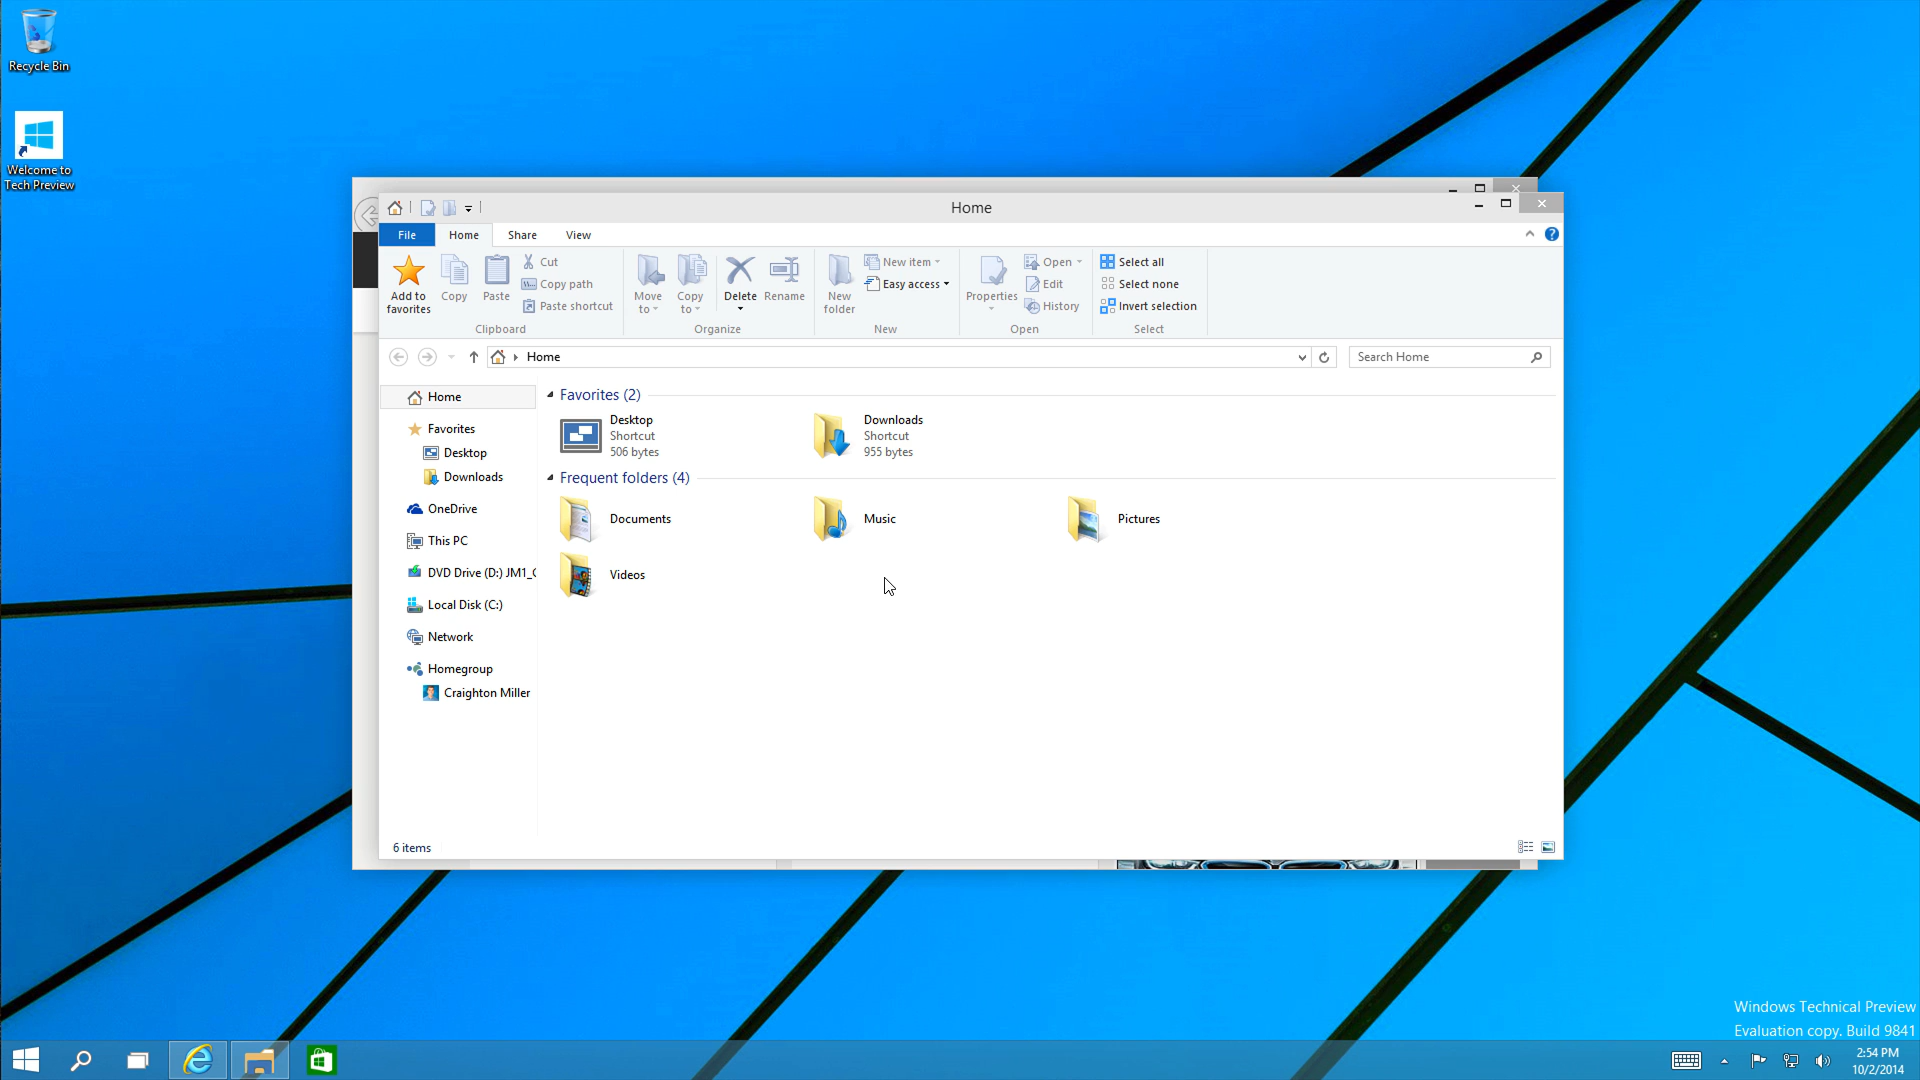 Recycle Bin
Welcome to
Tech Preview
Home
File
Home
Share
View
Add to
favorites
Copy
Paste
Cut
Copy path
Paste shortcut
Clipboard
Move
to
Copy
to
Delete
Rename
Organize
New
folder
New item
Easy access
New
Properties
Open
Edit
History
Open
Select all
Select none
Invert selection
Select
Home
Search Home
Home
Favorites
Desktop
Downloads
OneDrive
This PC
DVD Drive (D:) JM1_C
Local Disk (C:)
Network
Homegroup
Craighton Miller
Favorites (2)
Desktop
Shortcut
506 bytes
Downloads
Shortcut
955 bytes
Frequent folders (4)
Documents
Music
Pictures
Videos
6 items
Windows Technical Preview
Evaluation copy. Build 9841
2:54 PM
10/2/2014